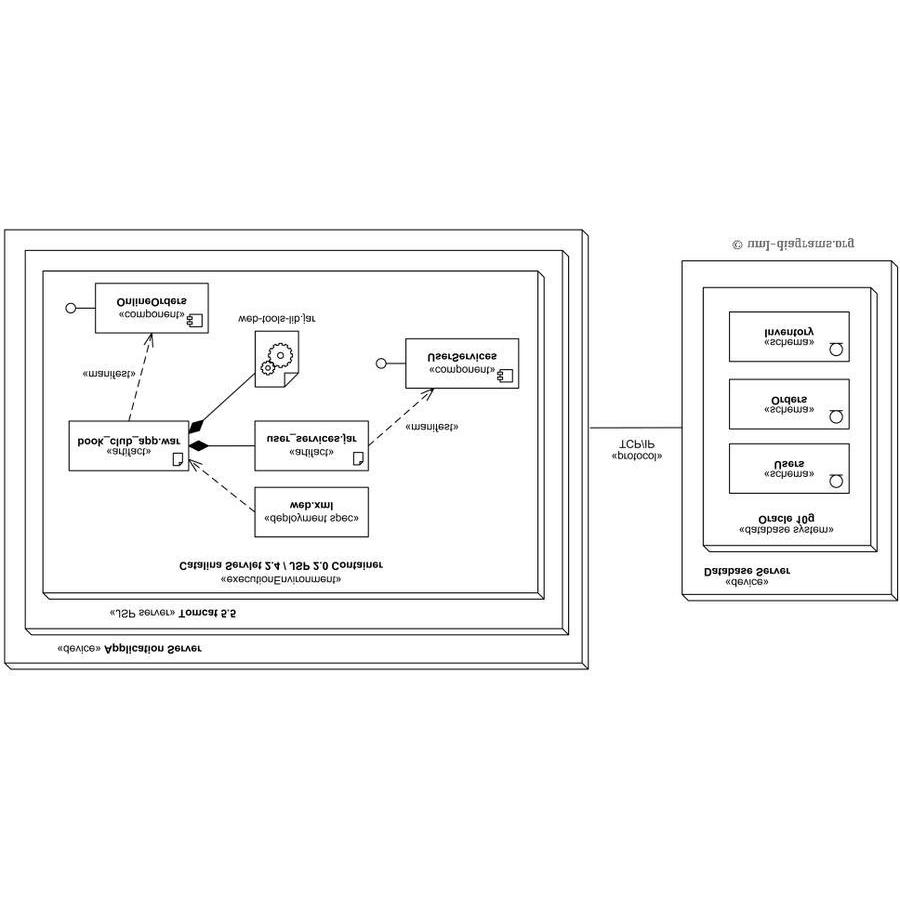 «device» Application Server
«JSP server» Tomcat 5.5
«executionEnvironment»
Catalina Servlet 2.4 / JSP 2.0 Container
«deployment spec»
web.xml
«artifact»
book_club_app.war
«artifact»
user_services.jar
«manifest»
«manifest»
«component»
UserServices
web-tools-lib.jar
«component»
OnlineOrders
«protocol»
TCP/IP
«device»
Database Server
«database system»
Oracle 10g
«schema»
Users
«schema»
Orders
«schema»
Inventory
© uml-diagrams.org